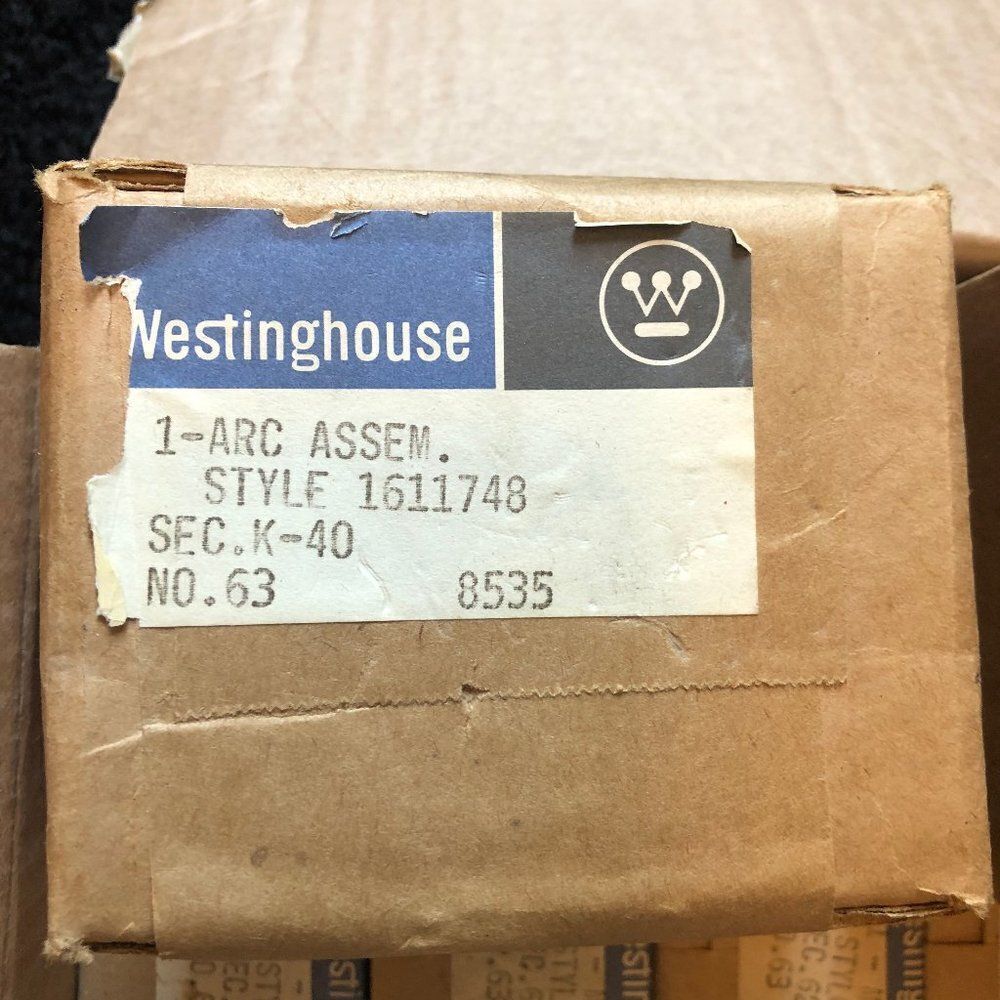 Westinghouse
1-ARC ASSEM.
STYLE 1611748
SEC.K-40
NO.63 8535